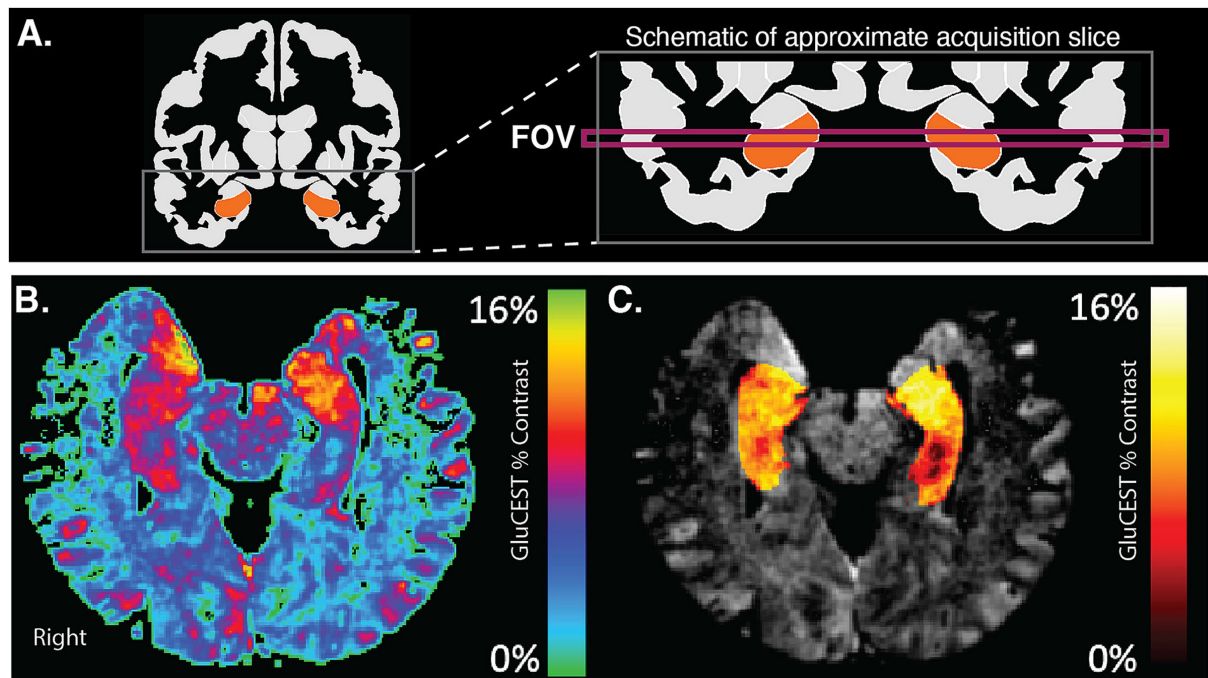 A.
Schematic of approximate acquisition slice
FOV
B.
16%
GluCEST % Contrast
0%
Right
C.
16%
GluCEST % Contrast
0%